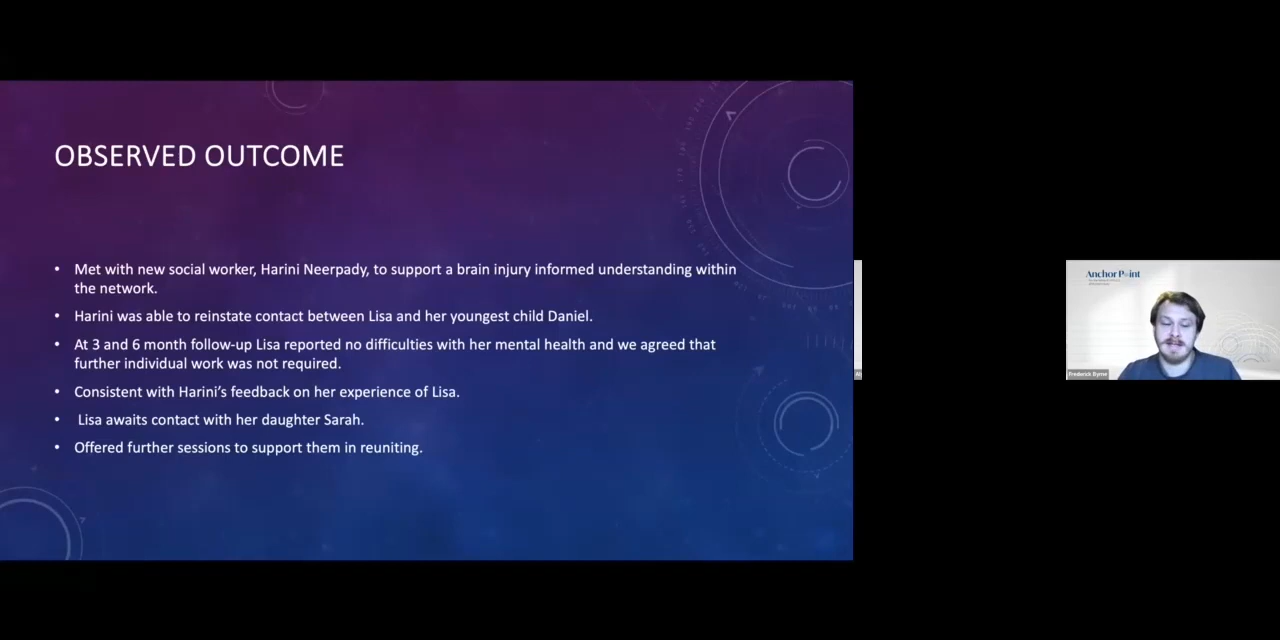 OBSERVED OUTCOME
• Met with new social worker, Harini Neerpady, to support a brain injury informed understanding within
the network.
• Harini was able to reinstate contact between Lisa and her youngest child Daniel.
• At 3 and 6 month follow-up Lisa reported no difficulties with her mental health and we agreed that
further individual work was not required.
• Consistent with Harini’s feedback on her experience of Lisa.
• Lisa awaits contact with her daughter Sarah.
• Offered further sessions to support them in reuniting.
Anchor Point
Frederick Byrne